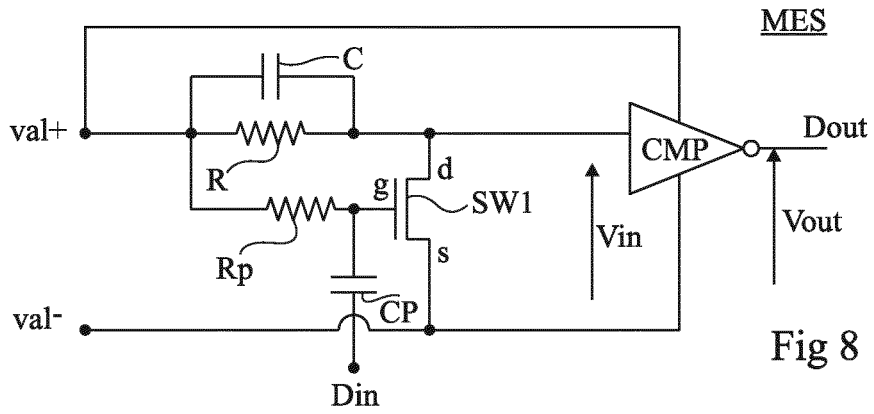 MES
C
val+
R
CMP
Dout
g
d
SW1
Rp
s
Vin
Vout
CP
val-
Din
Fig 8